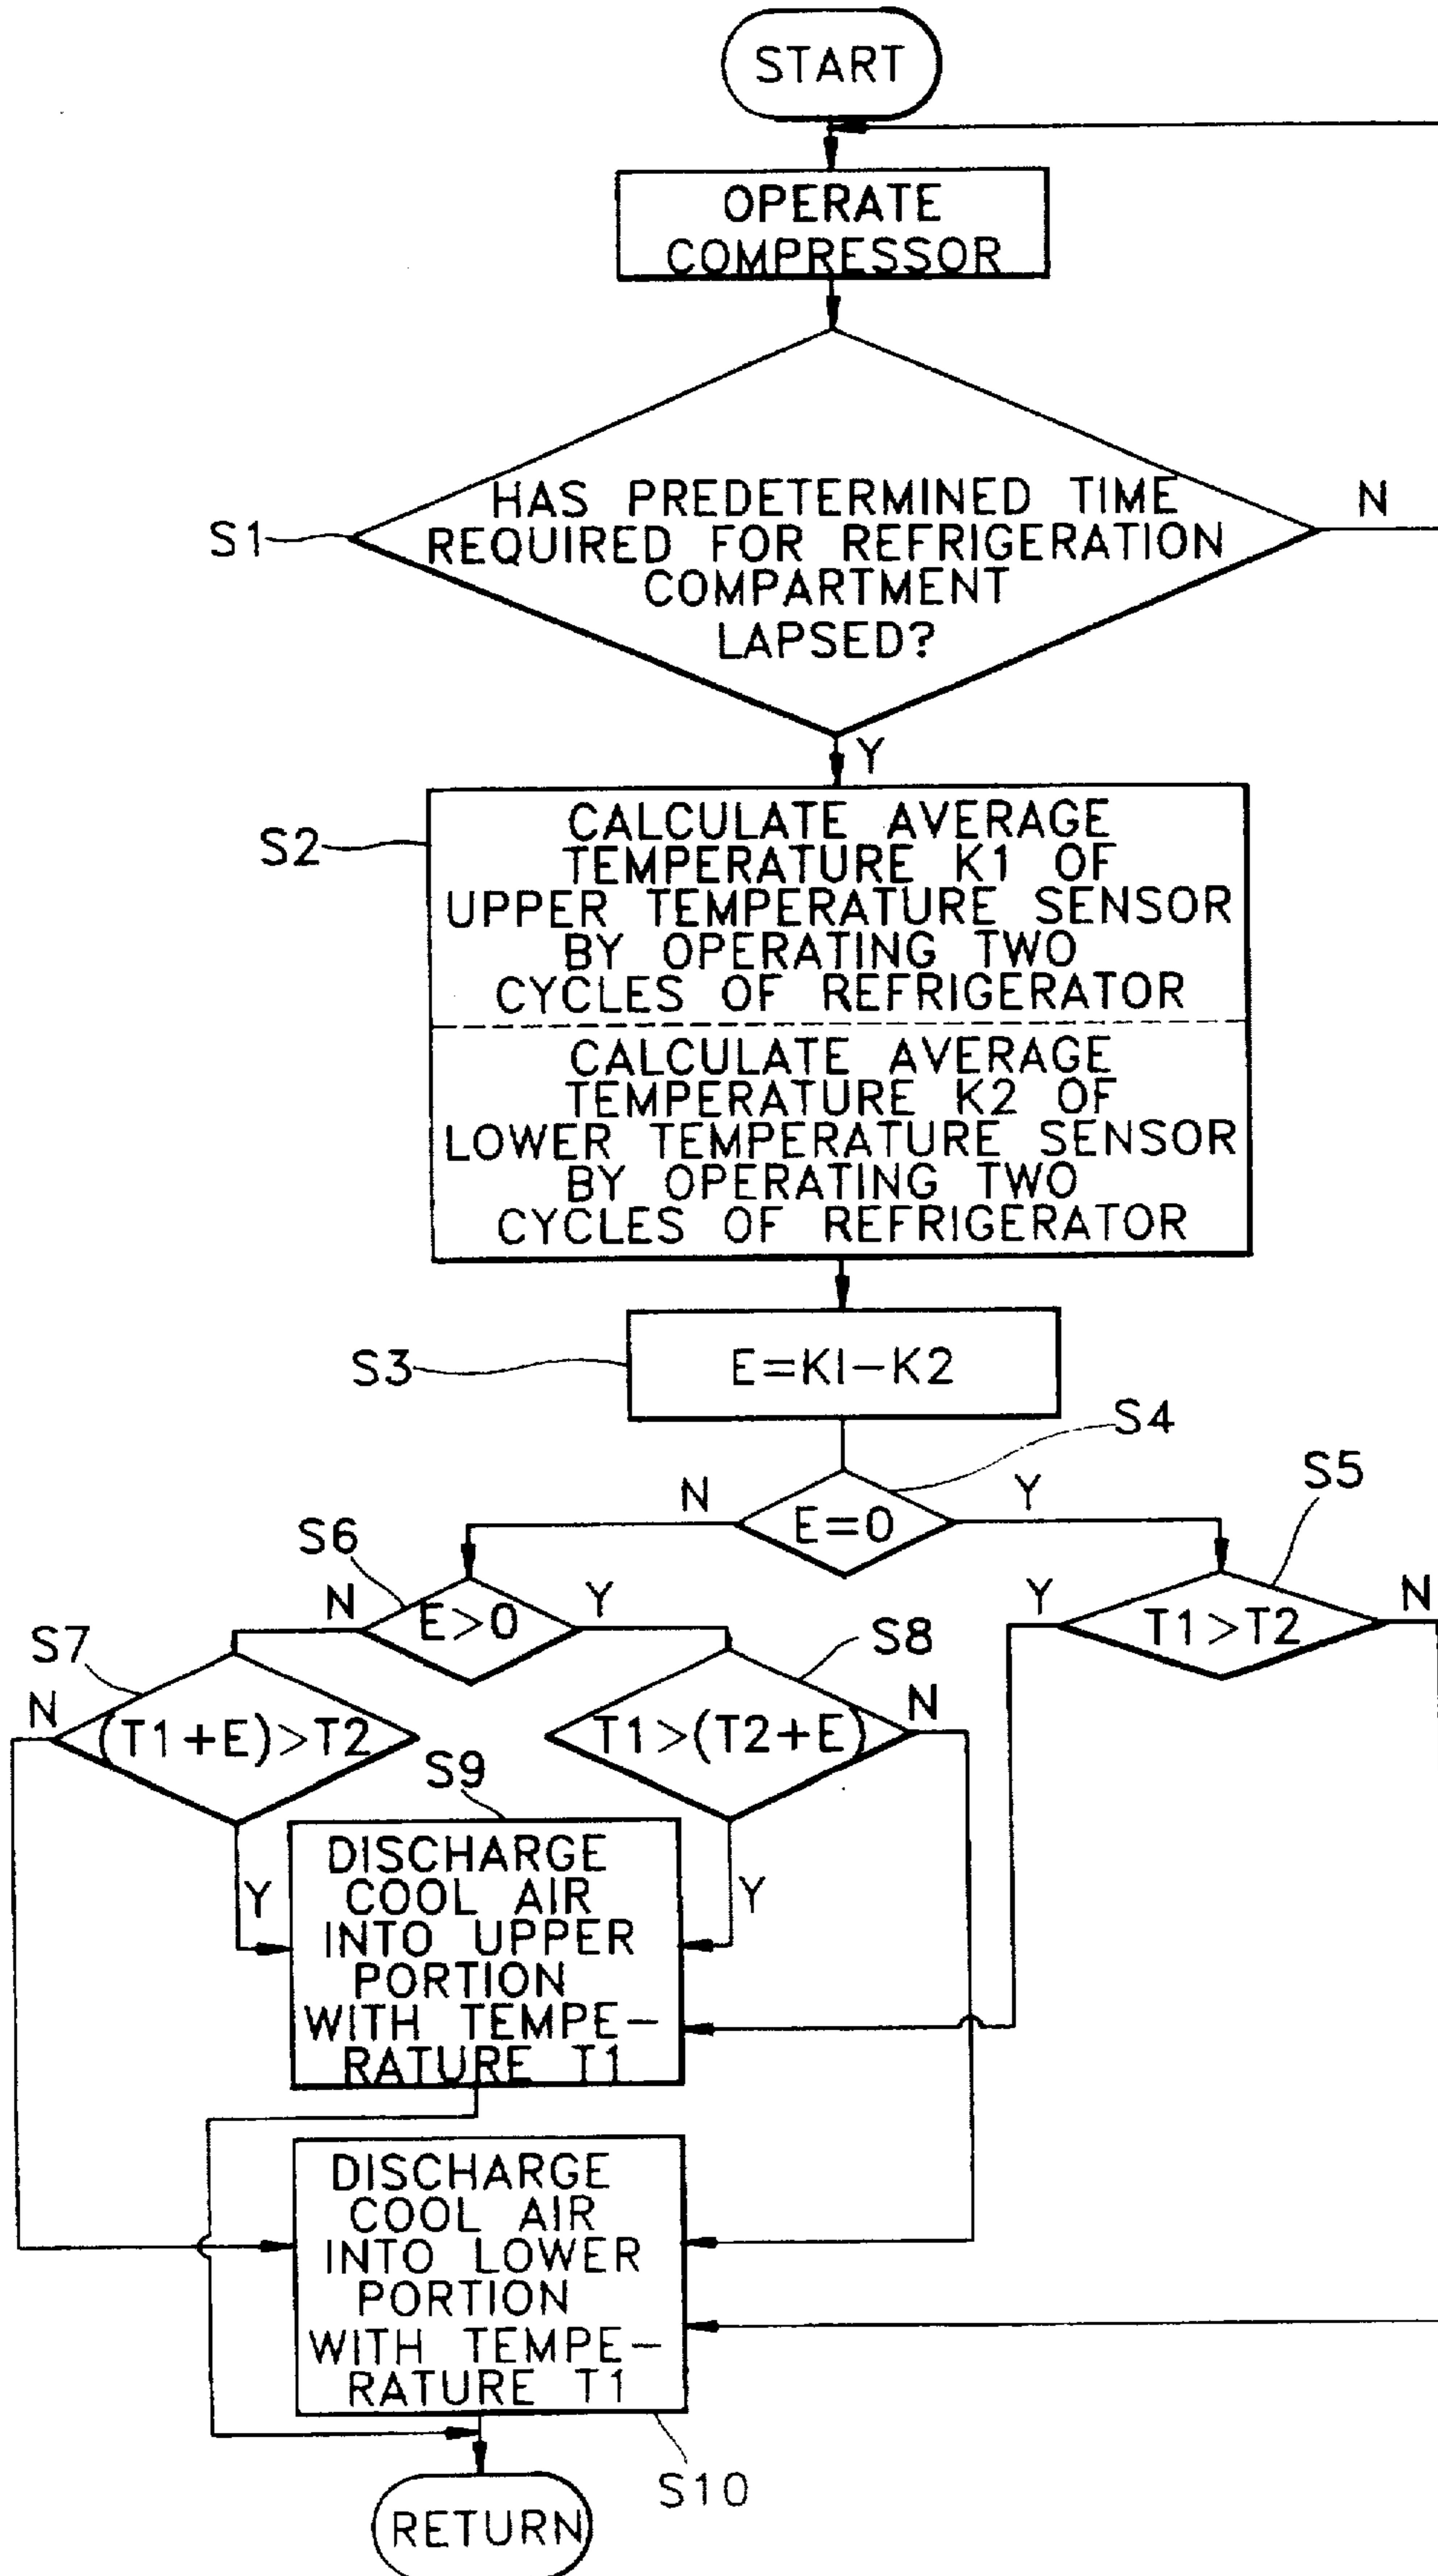 START
OPERATE
COMPRESSOR
HAS PREDETERMINED TIME
REQUIRED FOR REFRIGERATION
COMPARTMENT
LAPSED?
N
S1
Y
S2
CALCULATE AVERAGE
TEMPERATURE K1 OF
UPPER TEMPERATURE SENSOR
BY OPERATING TWO
CYCLES OF REFRIGERATOR
CALCULATE AVERAGE
TEMPERATURE K2 OF
LOWER TEMPERATURE SENSOR
BY OPERATING TWO
CYCLES OF REFRIGERATOR
S3
E=K1-K2
S4
N
E=0
Y
S5
S6
N
E>0
Y
Y
T1>T2
N
S7
S8
N
(T1+E)>T2
T1>(T2+E)
N
S9
Y
DISCHARGE
COOL AIR
INTO UPPER
PORTION
WITH TEMPE-
RATURE T1
Y
DISCHARGE
COOL AIR
INTO LOWER
PORTION
WITH TEMPE-
RATURE T1
S10
RETURN